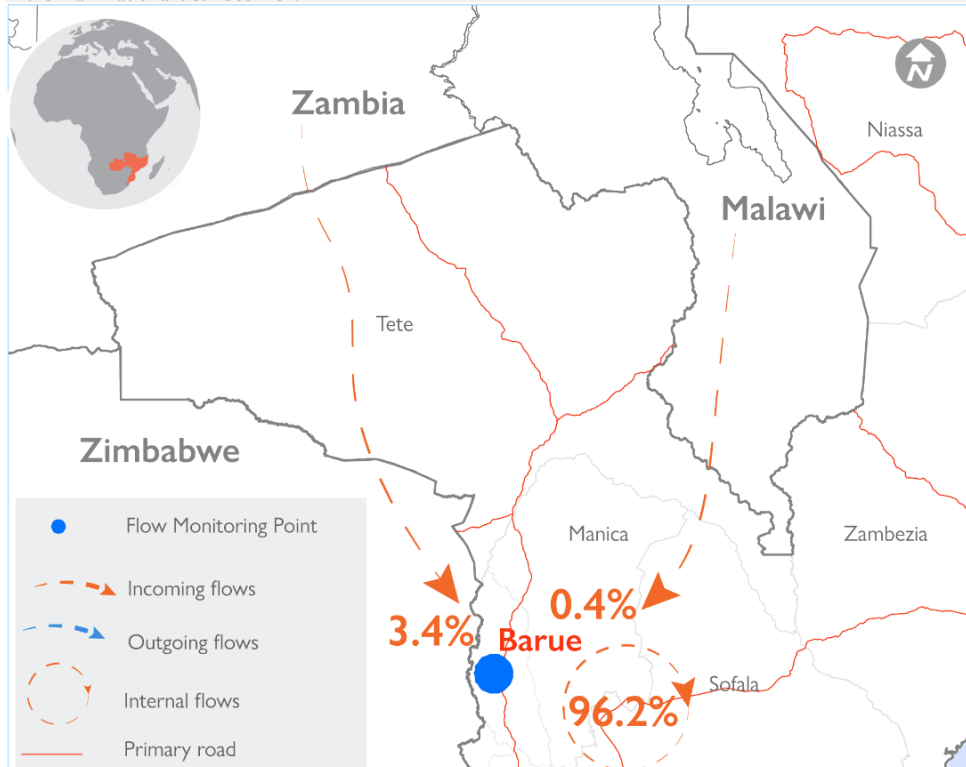 Zambia
N
Niassa
Malawi
Tete
Zimbabwe
Flow Monitoring Point
Manica
Zambezia
Incoming flows
0.4%
3.4%
Barue
Outgoing flows
Sofala
Internal flows
96.2%
Primary road